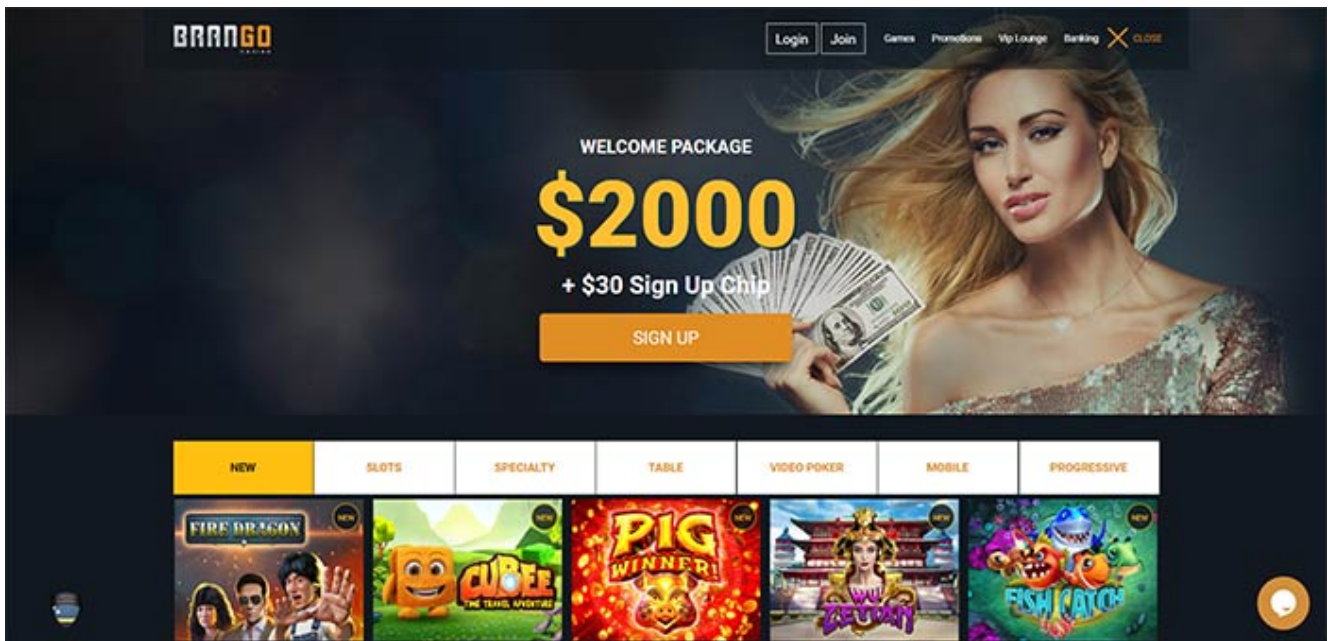 BRANGO
CASINO
Login
Join
Games
Promotions
Vip Lounge
Banking
CLOSE
WELCOME PACKAGE
$2000
+ $30 Sign Up Chip
SIGN UP
NEW
SLOTS
SPECIALTY
TABLE
VIDEO POKER
MOBILE
PROGRESSIVE
FIRE DRAGON
NEW
CUBEE
TIME TRAVEL ADVENTURE
NEW
PIG
WINNER!
NEW
WU
ZETIAN
NEW
FISH CATCH
NEW